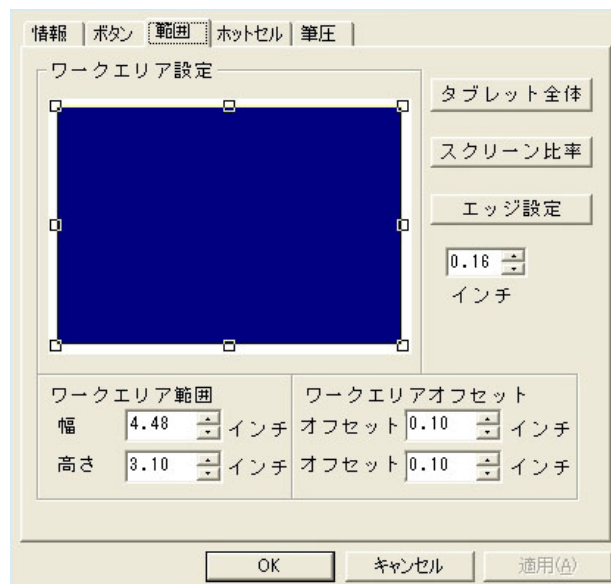 情報 ボタン 範囲 ホットセル 筆圧
ワークエリア設定
タブレット全体
スクリーン比率
エッジ設定
0.16
インチ
ワークエリア範囲 ワークエリアオフセット
幅 4.48 インチ オフセット 0.10 インチ
高さ 3.10 インチ オフセット 0.10 インチ
OK キャンセル 適用(A)